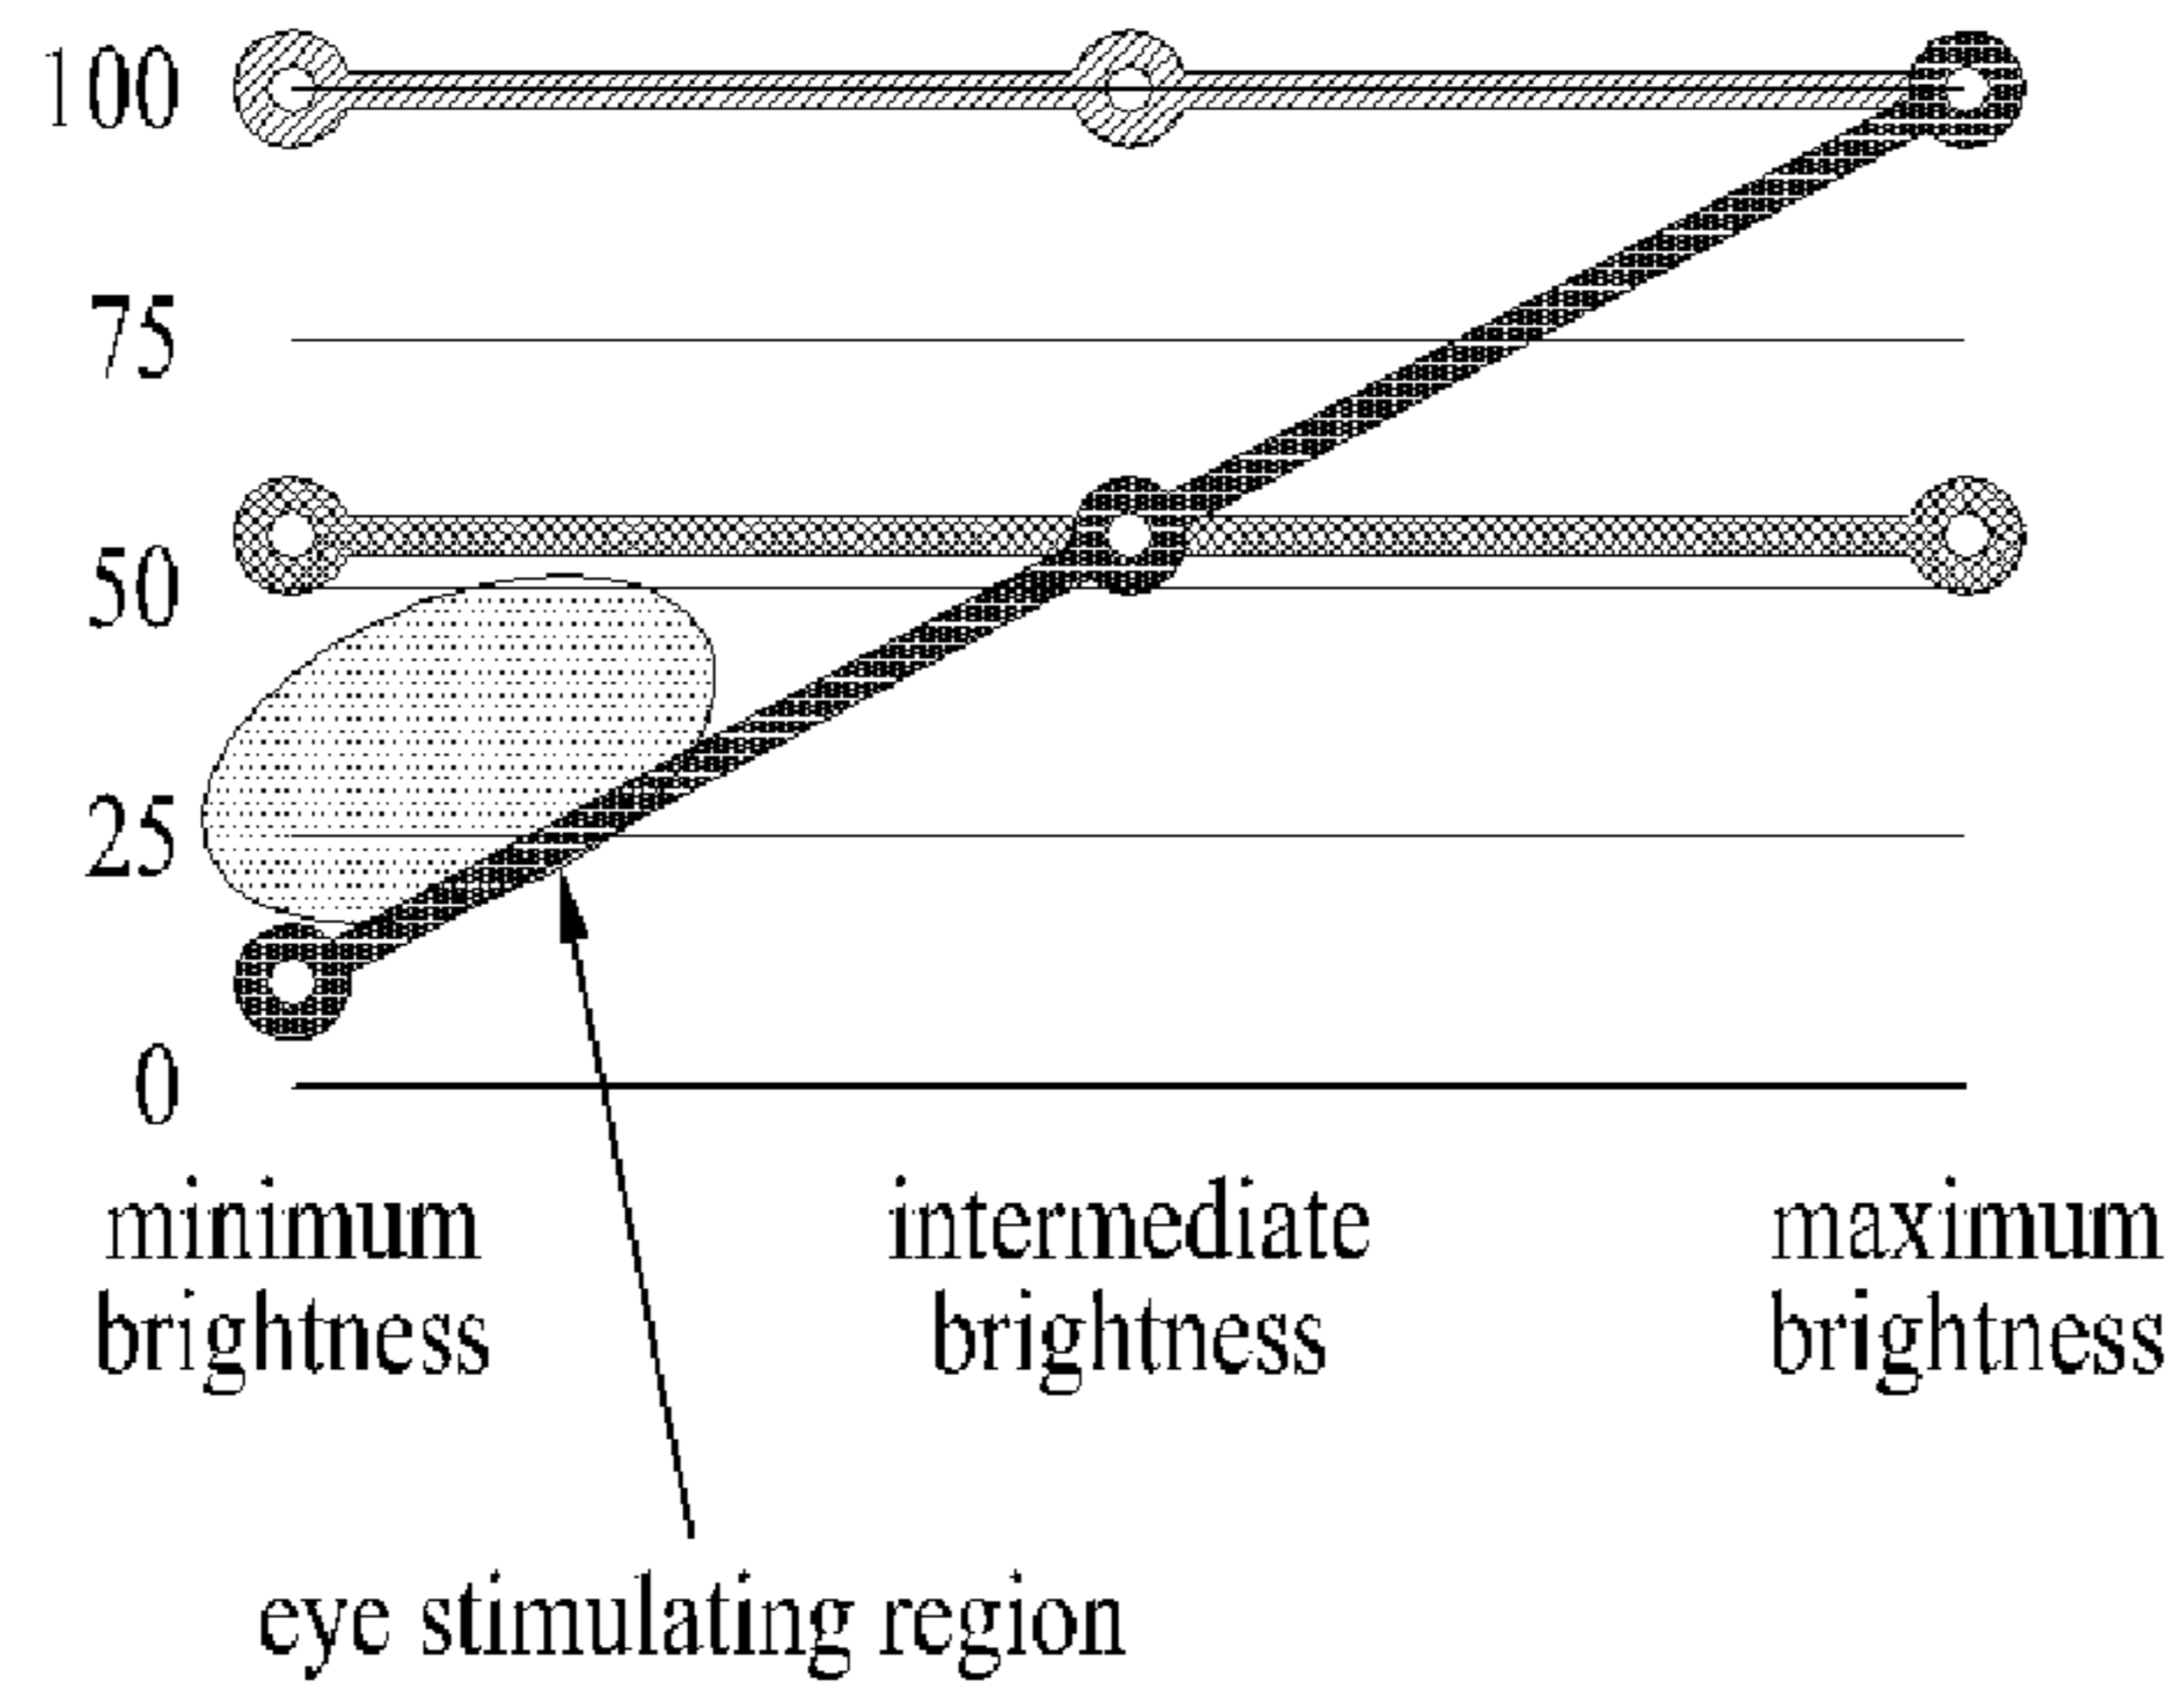 100
75
50
25
0
minimum
brightness
intermediate
brightness
maximum
brightness
eye stimulating region